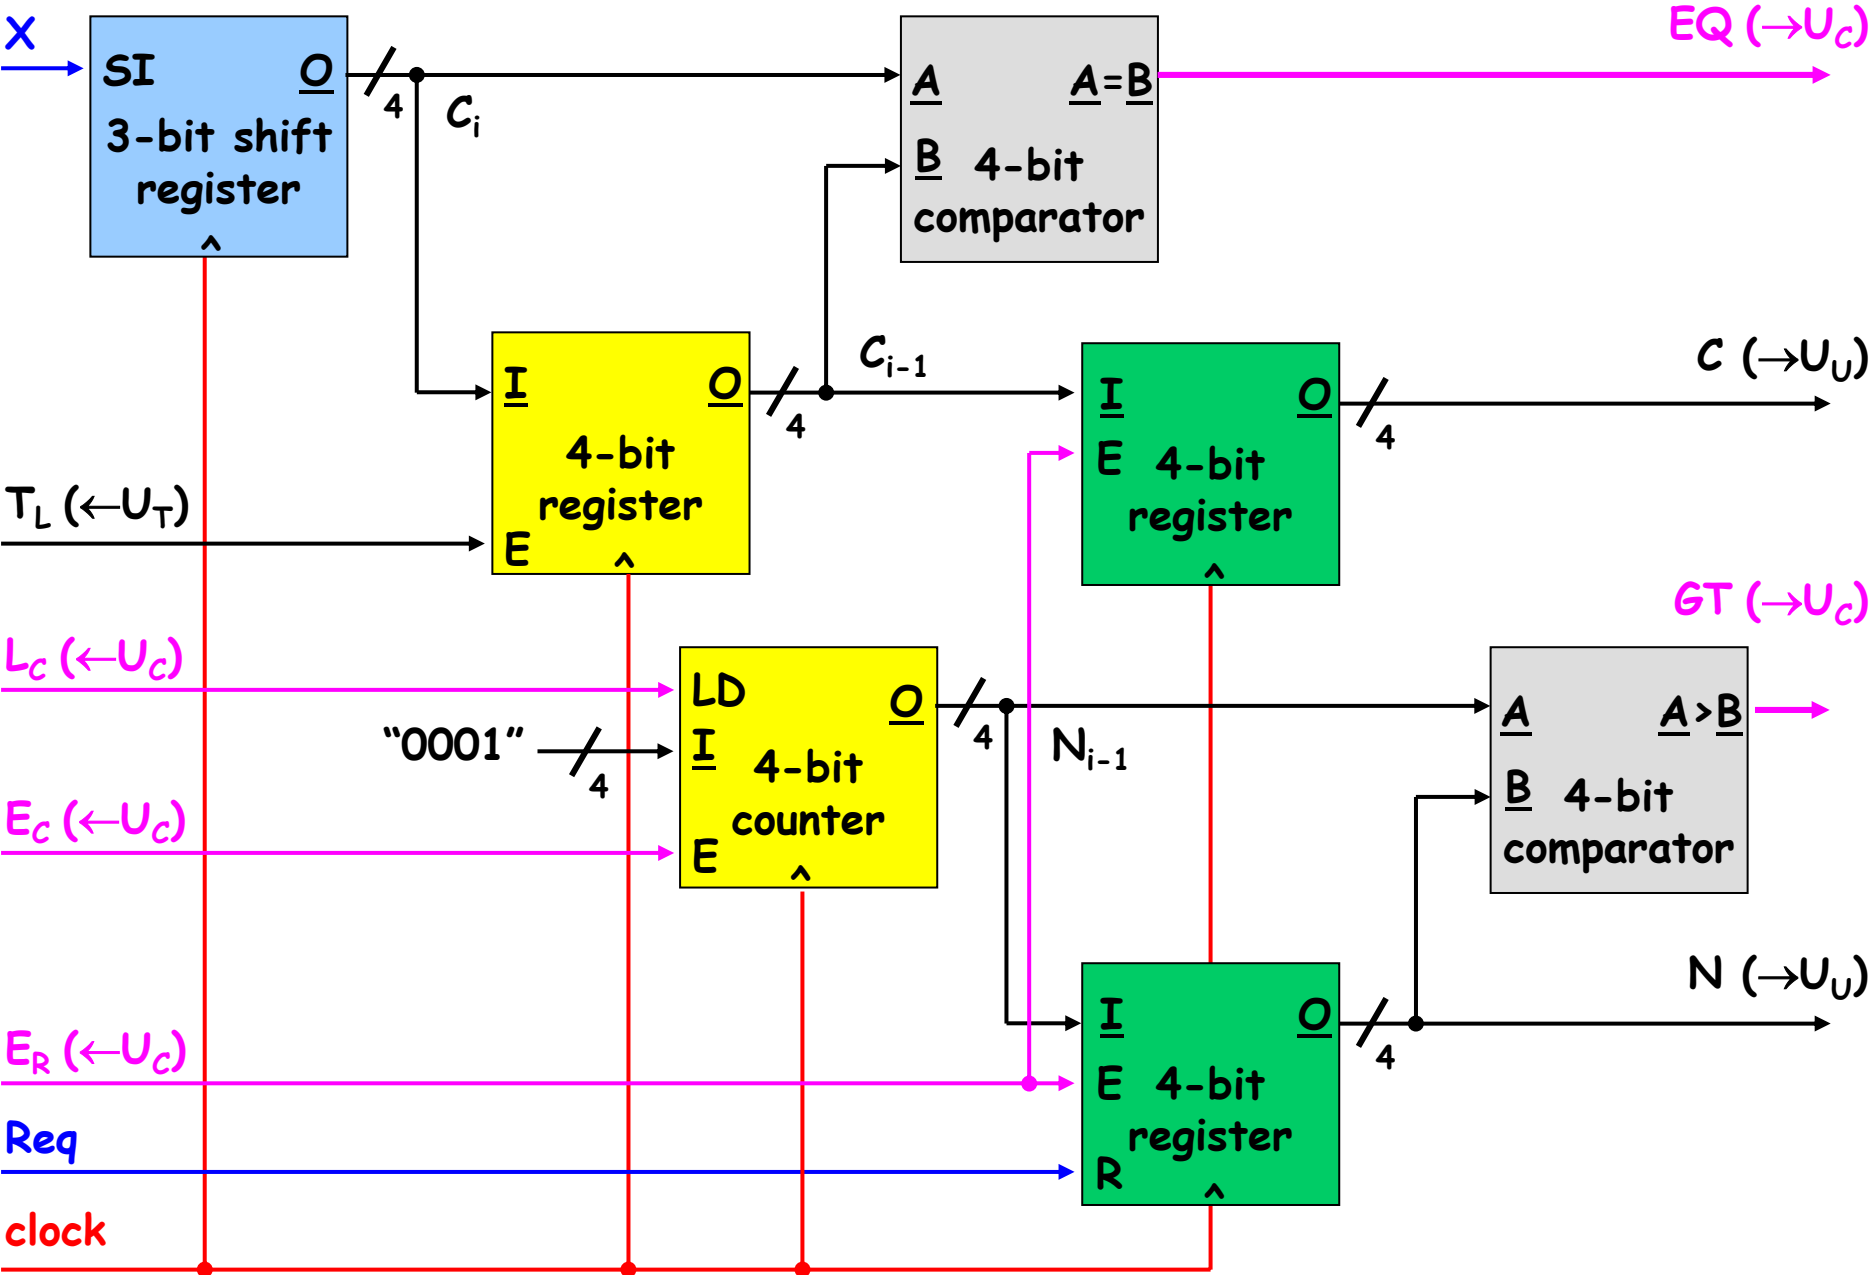 X
SI O
3-bit shift
register
^
4
Ci
A A=B
B 4-bit
comparator
EQ (→UC)
I O
4-bit
register
E
^
4
Ci-1
I O
E 4-bit
register
^
4
C (→UU)
TL (←UT)
LC (←UC)
"0001"
4
EC (←UC)
LD O
I 4-bit
counter
E
^
4
Ni-1
GT (→UC)
A A>B
B 4-bit
comparator
I O
E 4-bit
register
R
^
4
N (→UU)
ER (←UC)
Req
clock